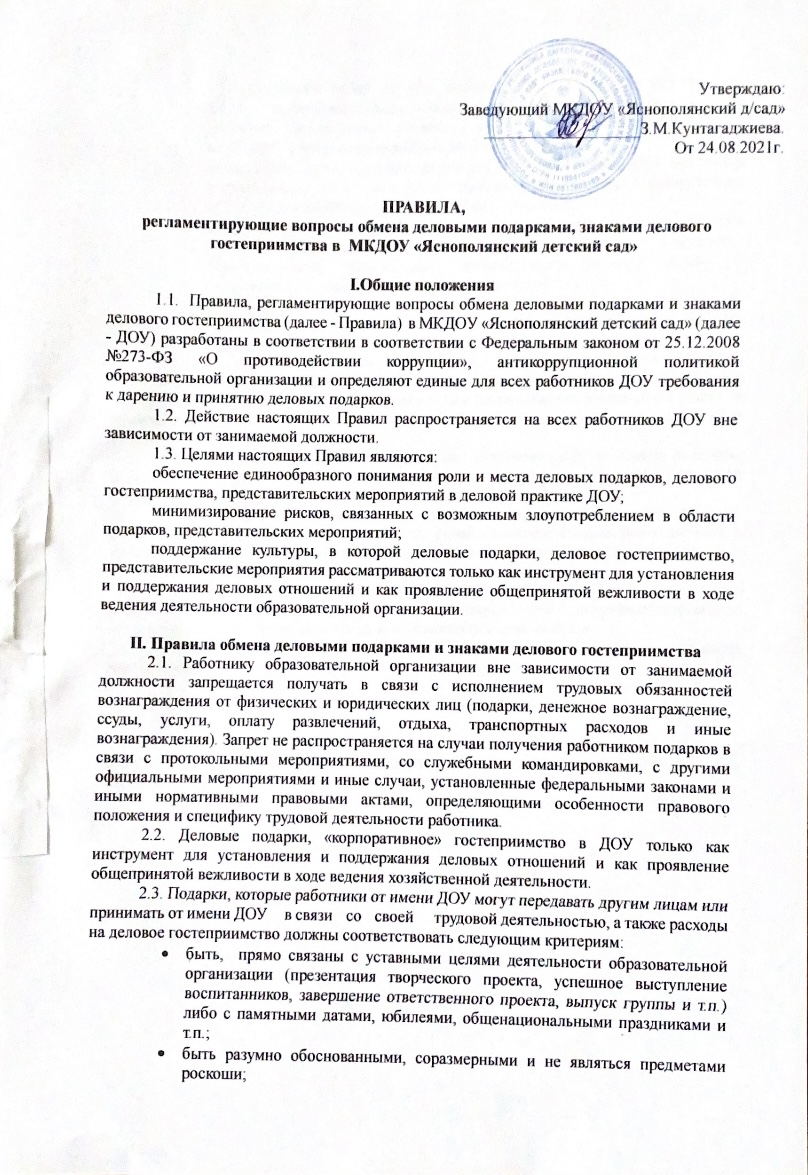 Утверждаю:
Заведующий МКДОУ «Яснополянский д/сад»
З.М.Кунтагаджиева.
От 24.08.2021г.
ПРАВИЛА,
регламентирующие вопросы обмена деловыми подарками, знаками делового
гостеприимства в МКДОУ «Яснополянский детский сад»
I.Общие положения
1.1. Правила, регламентирующие вопросы обмена деловыми подарками и знаками
делового гостеприимства (далее - Правила) в МКДОУ «Яснополянский детский сад» (далее
- ДОУ) разработаны в соответствии в соответствии с Федеральным законом от 25.12.2008
№273-ФЗ «О противодействии коррупции», антикоррупционной политикой
образовательной организации и определяют единые для всех работников ДОУ требования
к дарению и принятию деловых подарков.
1.2. Действие настоящих Правил распространяется на всех работников ДОУ вне
зависимости от занимаемой должности.
1.3. Целями настоящих Правил являются:
обеспечение единообразного понимания роли и места деловых подарков, делового
гостеприимства, представительских мероприятий в деловой практике ДОУ;
минимизирование рисков, связанных с возможным злоупотреблением в области
подарков, представительских мероприятий;
поддержание культуры, в которой деловые подарки, деловое гостеприимство,
представительские мероприятия рассматриваются только как инструмент для установления
и поддержания деловых отношений и как проявление общепринятой вежливости в ходе
ведения деятельности образовательной организации.
II. Правила обмена деловыми подарками и знаками делового гостеприимства
2.1. Работнику образовательной организации вне зависимости от занимаемой
должности запрещается получать в связи с исполнением трудовых обязанностей
вознаграждения от физических и юридических лиц (подарки, денежное вознаграждение,
ссуды, услуги, оплату развлечений, отдыха, транспортных расходов и иные
вознаграждения). Запрет не распространяется на случаи получения работником подарков в
связи с протокольными мероприятиями, со служебными командировками, с другими
официальными мероприятиями и иные случаи, установленные федеральными законами и
иными нормативными правовыми актами, определяющими особенности правового
положения и специфику трудовой деятельности работника.
2.2. Деловые подарки, «корпоративное» гостеприимство в ДОУ только как
инструмент для установления и поддержания деловых отношений и как проявление
общепринятой вежливости в ходе ведения хозяйственной деятельности.
2.3. Подарки, которые работники от имени ДОУ могут передавать другим лицам или
принимать от имени ДОУ в связи со своей трудовой деятельностью, а также расходы
на деловое гостеприимство должны соответствовать следующим критериям:
• быть, прямо связаны с уставными целями деятельности образовательной
организации (презентация творческого проекта, успешное выступление
воспитанников, завершение ответственного проекта, выпуск группы и т.п.)
либо с памятными датами, юбилеями, общенациональными праздниками и
т.п.;
• быть разумно обоснованными, соразмерными и не являться предметами
роскоши;